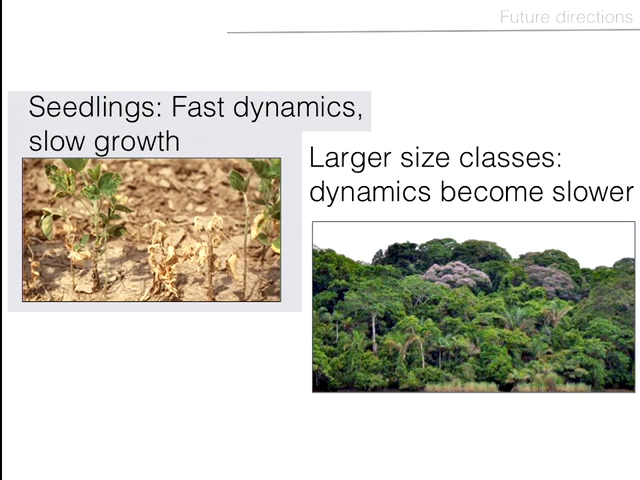 Future directions
Seedlings: Fast dynamics,
slow growth
Larger size classes:
dynamics become slower